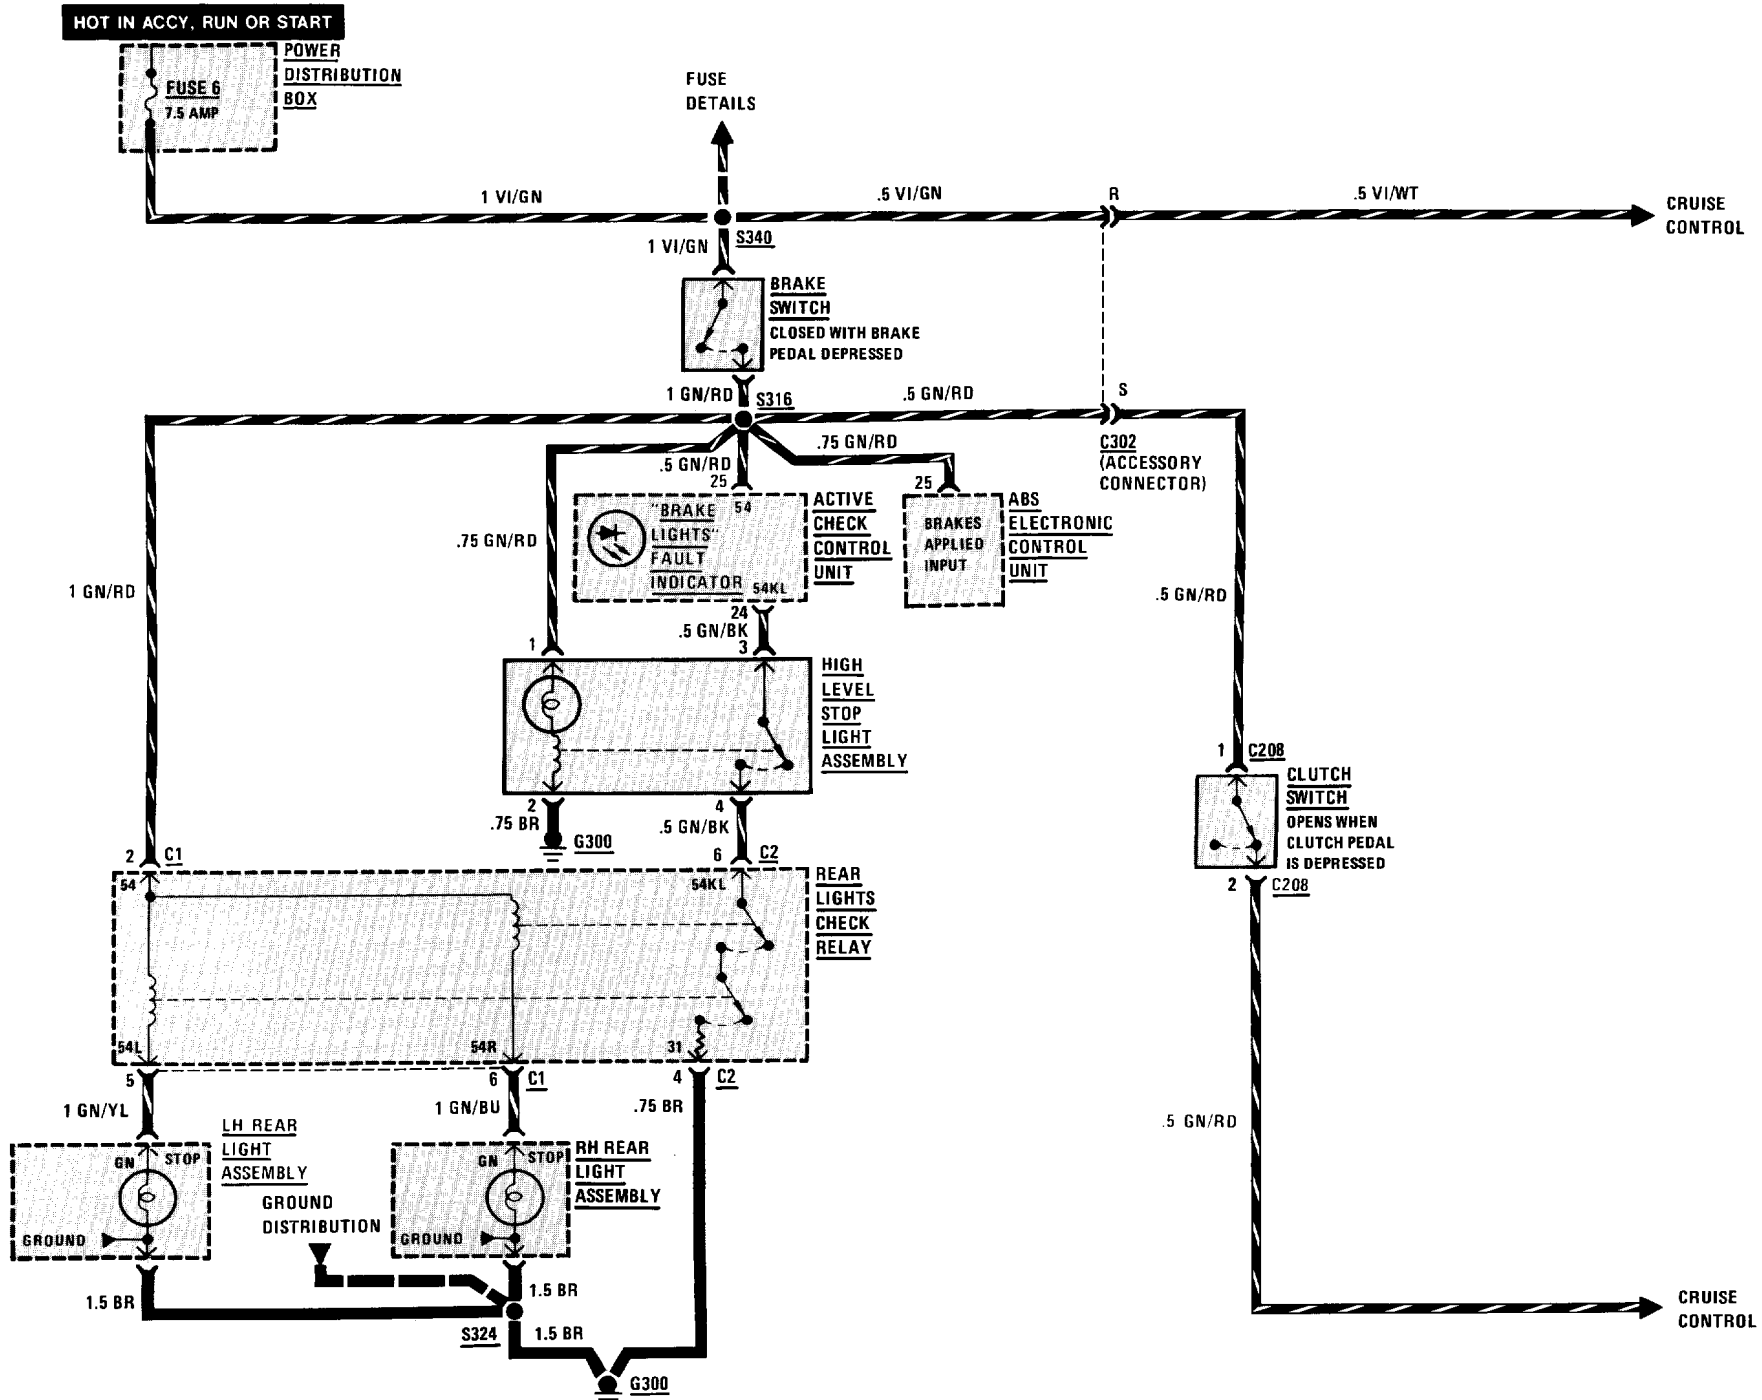 HOT IN ACCY, RUN OR START
POWER
DISTRIBUTION
BOX
FUSE 6
7.5 AMP
FUSE
DETAILS
1 VI/GN
.5 VI/GN
R
.5 VI/WT
CRUISE
CONTROL
S340
1 VI/GN
BRAKE
SWITCH
CLOSED WITH BRAKE
PEDAL DEPRESSED
1 GN/RD
S316
.5 GN/RD
S
C302
(ACCESSORY
CONNECTOR)
.75 GN/RD
.5 GN/RD
25
25
"BRAKE
LIGHTS"
FAULT
INDICATOR
54
54KL
ACTIVE
CHECK
CONTROL
UNIT
BRAKES
APPLIED
INPUT
ABS
ELECTRONIC
CONTROL
UNIT
.75 GN/RD
1 GN/RD
.5 GN/RD
24
.5 GN/BK
1
3
HIGH
LEVEL
STOP
LIGHT
ASSEMBLY
1
C208
CLUTCH
SWITCH
OPENS WHEN
CLUTCH PEDAL
IS DEPRESSED
2
C208
2
.75 BR
G300
4
.5 GN/BK
2
C1
6
C2
54
54KL
REAR
LIGHTS
CHECK
RELAY
54L
54R
31
5
6
C1
4
C2
1 GN/YL
1 GN/BU
.75 BR
.5 GN/RD
LH REAR
LIGHT
ASSEMBLY
GN
STOP
GROUND
GROUND
DISTRIBUTION
RH REAR
LIGHT
ASSEMBLY
GN
STOP
GROUND
1.5 BR
1.5 BR
S324
1.5 BR
G300
CRUISE
CONTROL